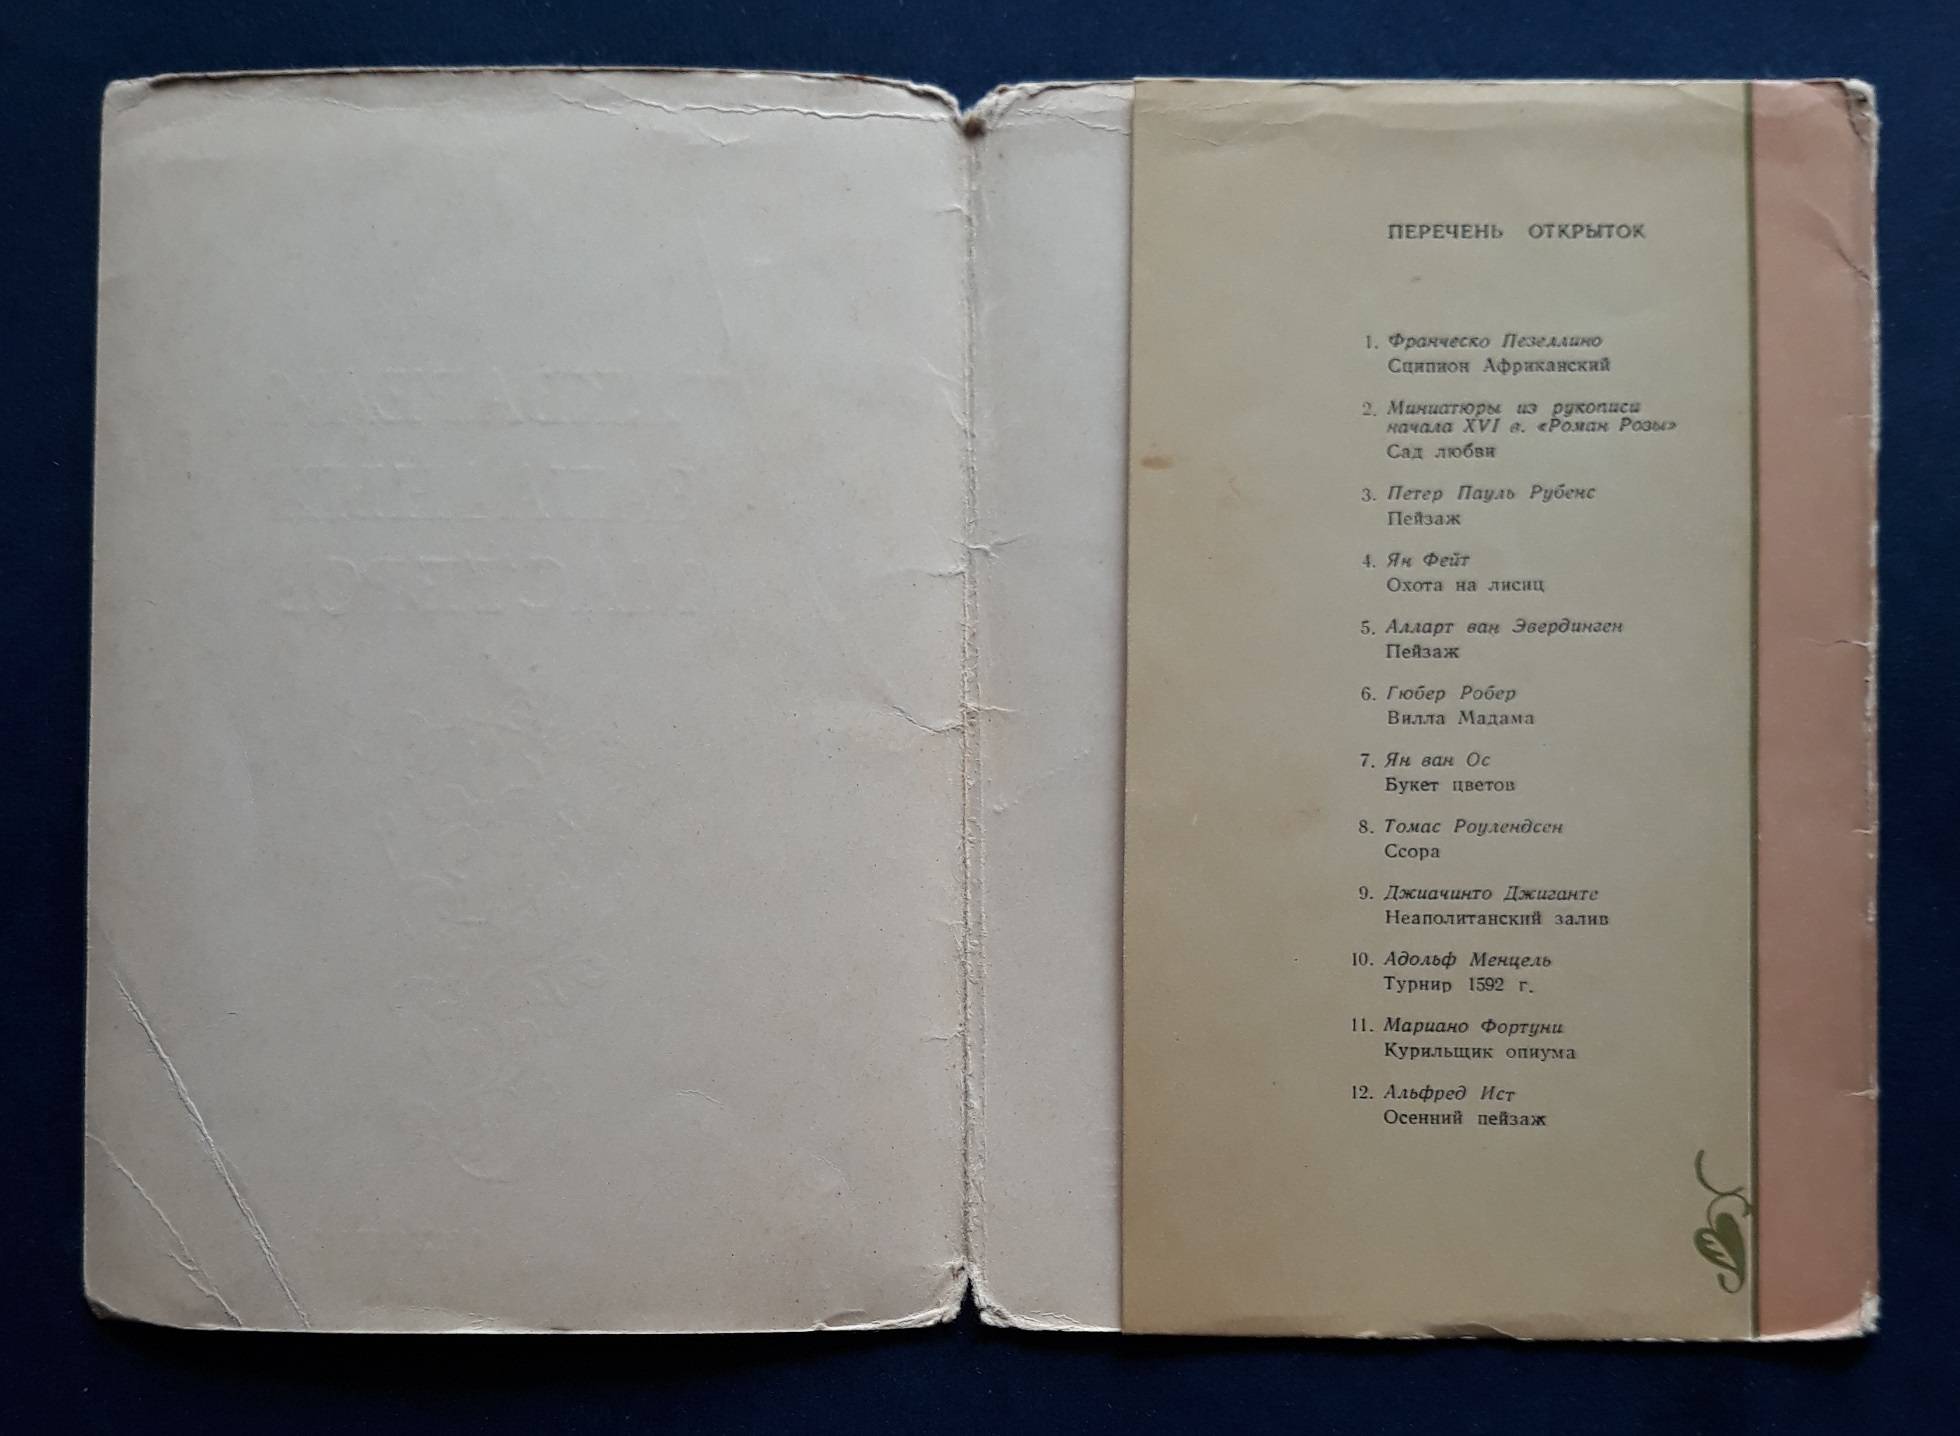 ПЕРЕЧЕНЬ ОТКРЫТОК
1. Франческо Пезеллино
Сципион Африканский
2. Миниатюры из рукописи
начала XVI в. «Роман Розы»
Сад любви
3. Петер Пауль Рубенс
Пейзаж
4. Ян Фейт
Охота на лисиц
5. Алларт ван Эвердинген
Пейзаж
6. Гюбер Робер
Вилла Мадама
7. Ян ван Ос
Букет цветов
8. Томас Роулендсен
Ссора
9. Джиачинто Джиганте
Неаполитанский залив
10. Адольф Менцель
Турнир 1592 г.
11. Мариано Фортуни
Курильщик опиума
12. Альфред Ист
Осенний пейзаж